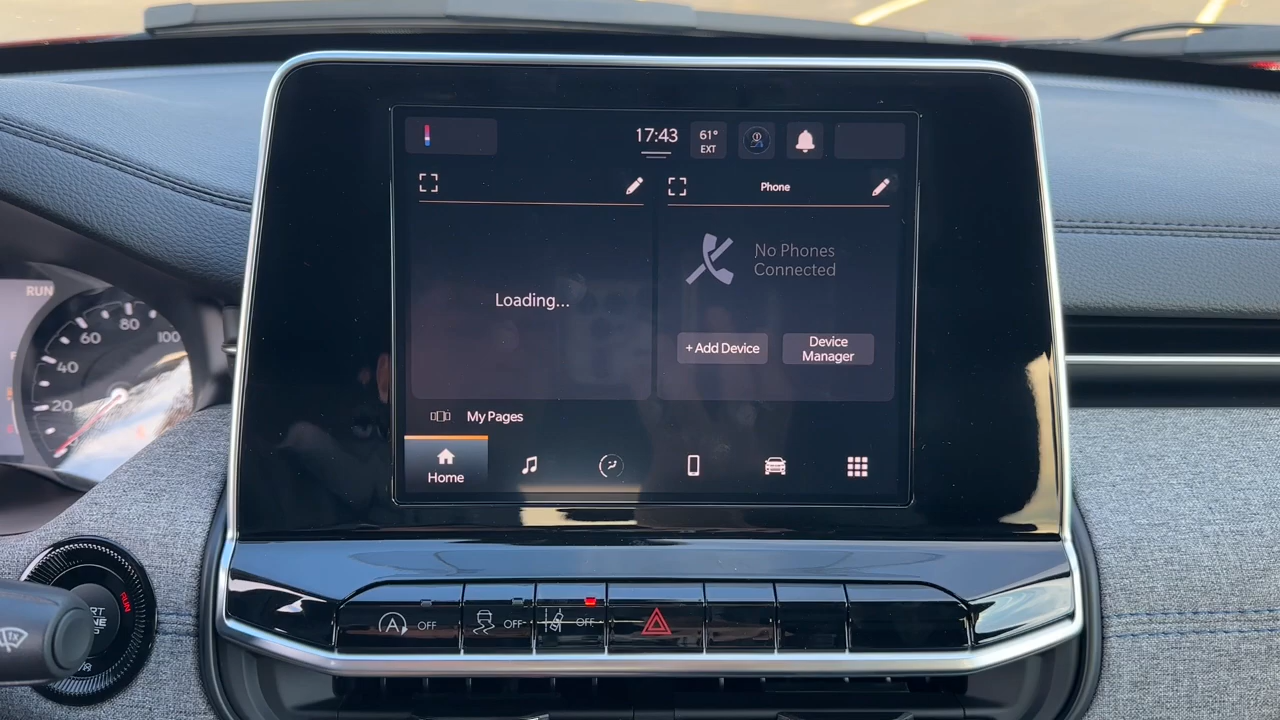 17:43
61°
EXT
Phone
No Phones
Connected
Loading...
+ Add Device
Device
Manager
My Pages
Home
RUN
20
40
60
80
100
RUN
OFF
OFF
OFF